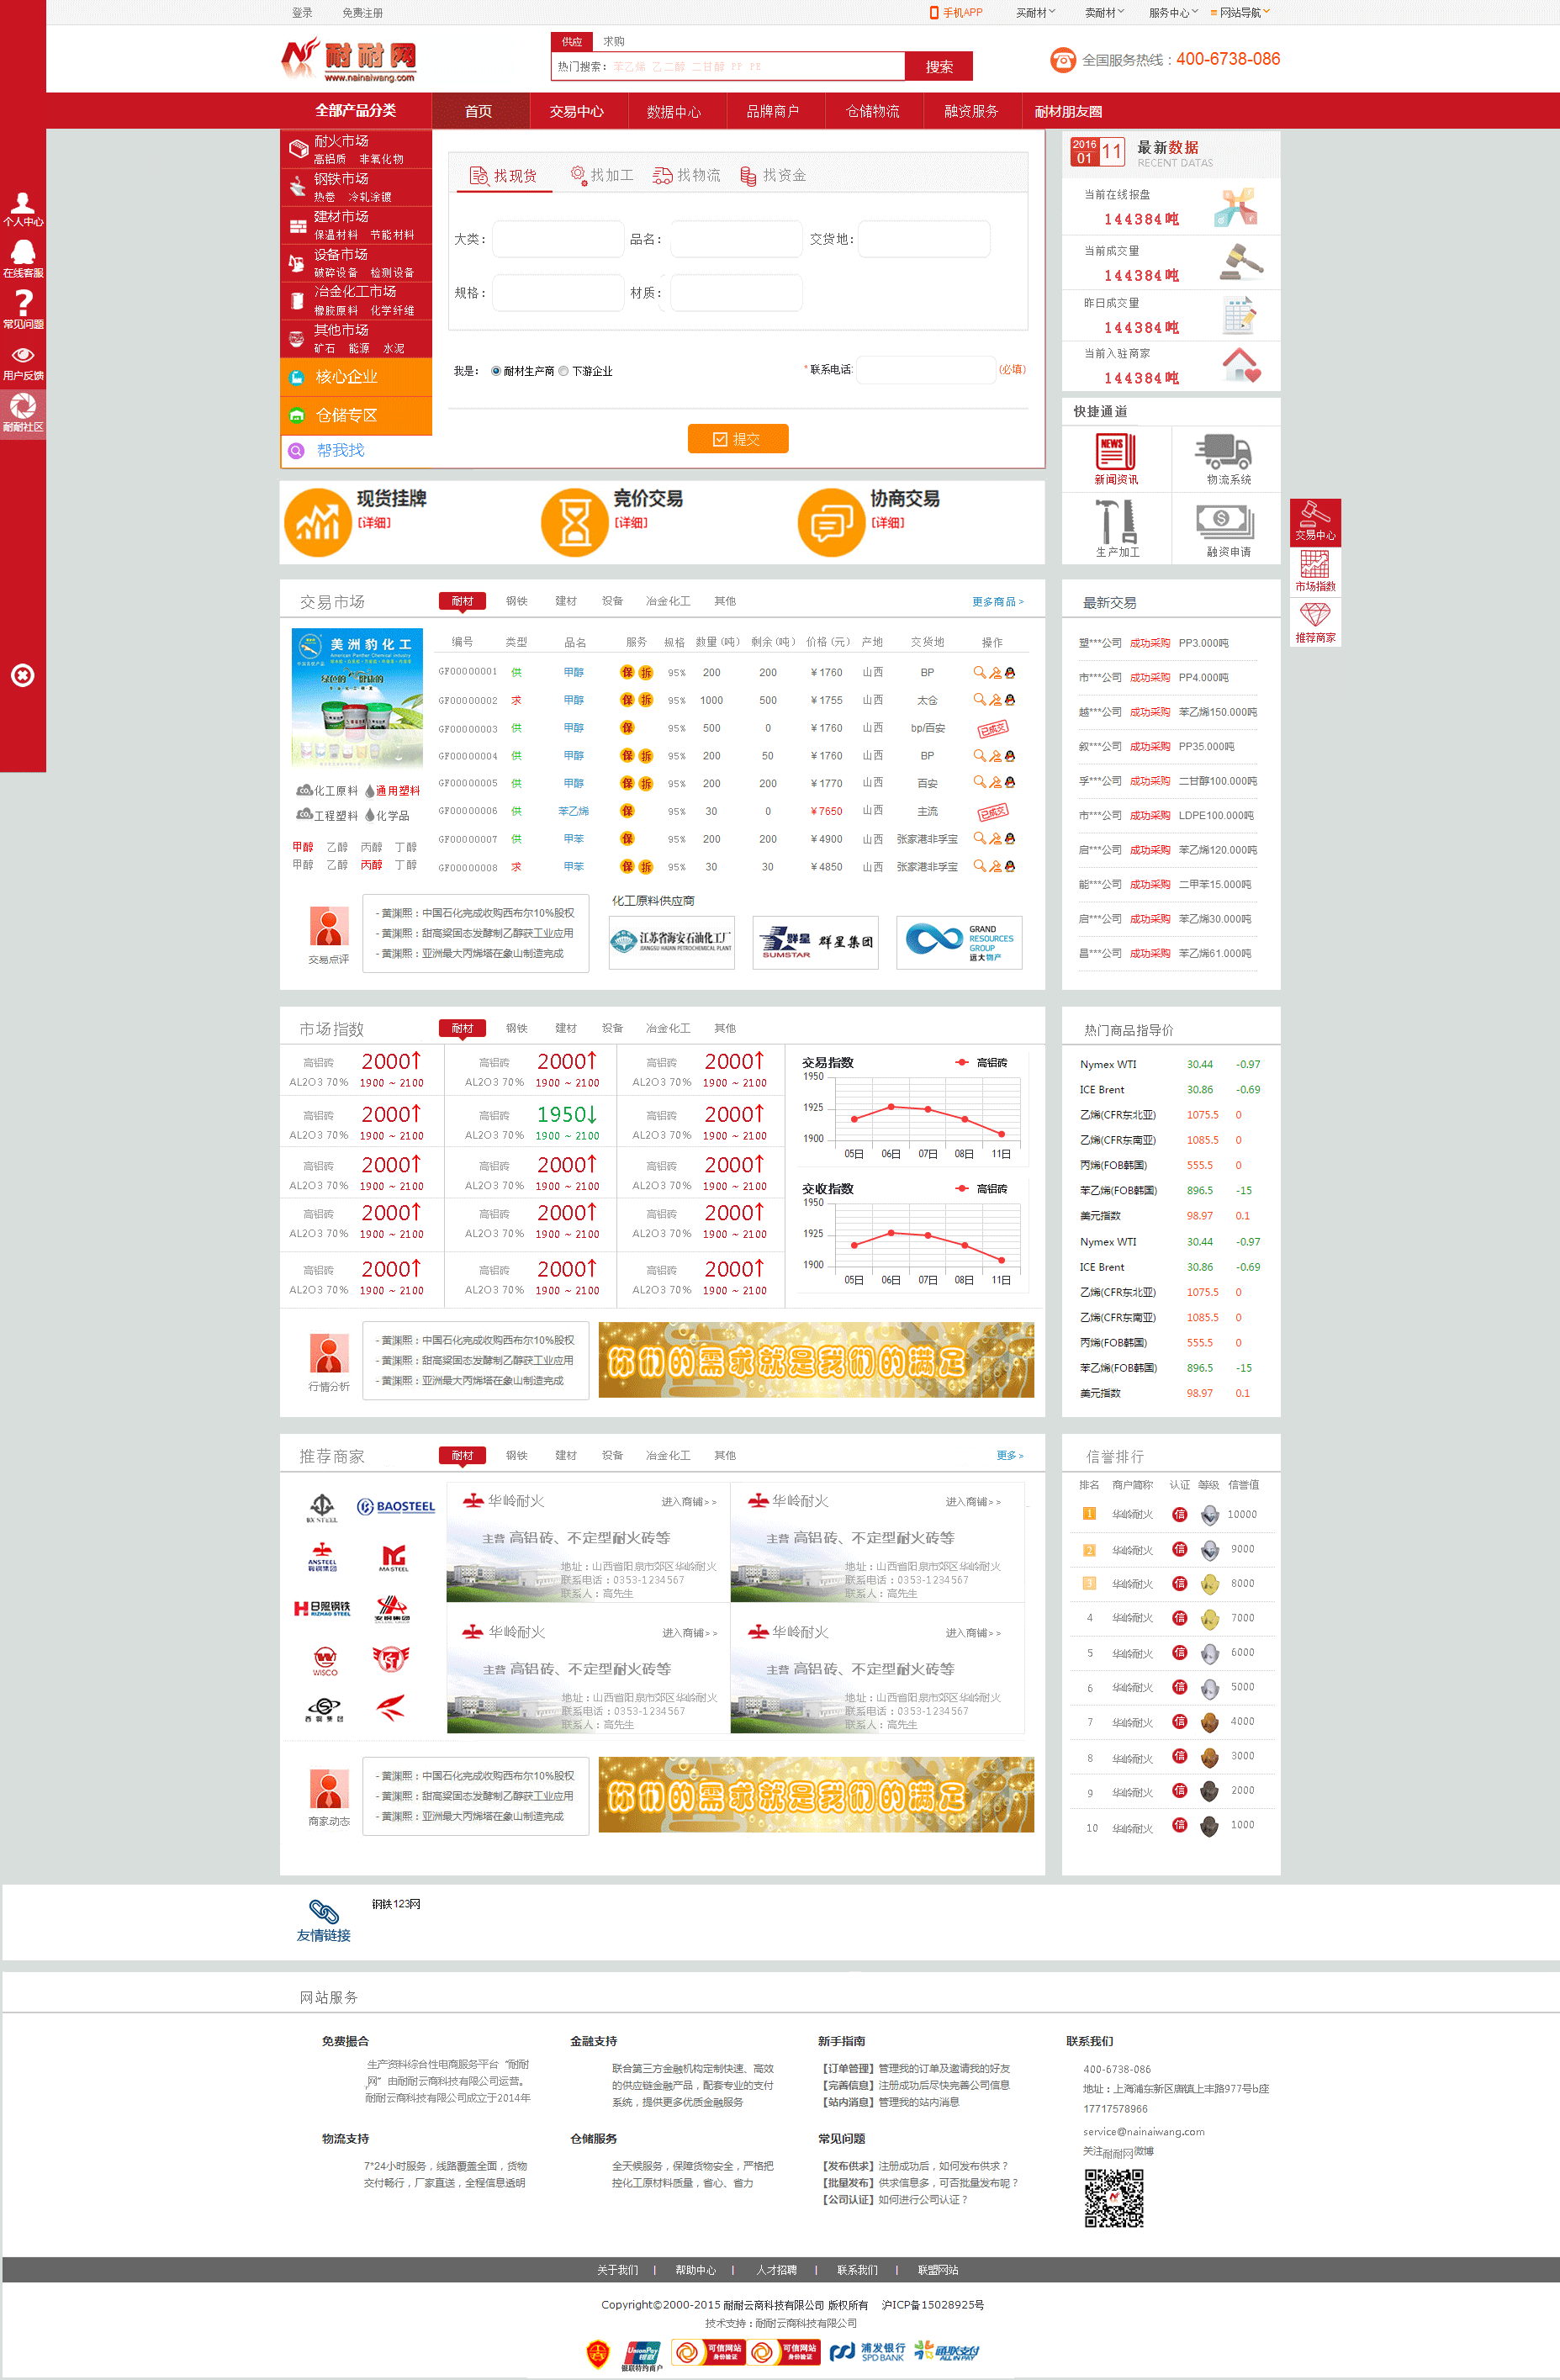 登录 免费注册 手机APP 买耐材 卖耐材 服务中心 网站导航
耐耐网
www.nainaiwang.com
供应 求购
热门搜索： 苯乙烯 乙二醇 二甘醇 PP PE 搜索
全国服务热线：400-6738-086
全部产品分类 首页 交易中心 数据中心 品牌商户 仓储物流 融资服务 耐材朋友圈
个人中心
在线客服
常见问题
用户反馈
耐耐社区
耐火市场
高铝质 非氧化物
钢铁市场
热卷 冷轧涂镀
建材市场
保温材料 节能材料
设备市场
破碎设备 检测设备
冶金化工市场
橡胶原料 化学纤维
其他市场
矿石 能源 水泥
核心企业
仓储专区
帮我找
找现货 找加工 找物流 找资金
大类： 品名： 交货地：
规格： 材质：
我是： 耐材生产商 下游企业 *联系电话: (必填)
提交
2016
01 11 最新数据
RECENT DATAS
当前在线报盘
144384吨
当前成交量
144384吨
昨日成交量
144384吨
当前入驻商家
144384吨
快捷通道
NEWS
新闻资讯 物流系统
生产加工 融资申请
现货挂牌
[详细]
竞价交易
[详细]
协商交易
[详细]
交易中心
市场指数
推荐商家
交易市场 耐材 钢铁 建材 设备 冶金化工 其他 更多商品>
美洲豹化工
American Panther Chemical industry
化工原料 通用塑料
工程塑料 化学品
甲醇 乙醇 丙醇 丁醇
甲醇 乙醇 丙醇 丁醇
编号 类型 品名 服务 规格 数量(吨) 剩余(吨) 价格(元) 产地 交货地 操作
GF00000001 供 甲醇 保 拆 95% 200 200 ¥1760 山西 BP
GF00000002 求 甲醇 保 拆 95% 1000 500 ¥1755 山西 太仓
GF00000003 供 甲醇 保 95% 500 0 ¥1760 山西 bp/百安 已成交
GF00000004 供 甲醇 保 拆 95% 200 50 ¥1760 山西 BP
GF00000005 供 甲醇 保 拆 95% 200 200 ¥1770 山西 百安
GF00000006 供 苯乙烯 保 95% 30 0 ¥7650 山西 主流 已成交
GF00000007 供 甲苯 保 95% 200 200 ¥4900 山西 张家港非孚宝
GF00000008 求 甲苯 保 拆 95% 30 30 ¥4850 山西 张家港非孚宝
交易点评
- 黄渊熙：中国石化完成收购西布尔10%股权
- 黄渊熙：甜高粱固态发酵制乙醇获工业应用
- 黄渊熙：亚洲最大丙烯塔在象山制造完成
化工原料供应商
江苏省海安石油化工厂
JIANGSU HAIAN PETROCHEMICAL PLANT
群星 SUMSTAR 群星集团
GRAND
RESOURCES
GROUP
远大物产
最新交易
塑***公司 成功采购 PP3.000吨
市***公司 成功采购 PP4.000吨
越***公司 成功采购 苯乙烯150.000吨
叙***公司 成功采购 PP35.000吨
孚***公司 成功采购 二甘醇100.000吨
市***公司 成功采购 LDPE100.000吨
启***公司 成功采购 苯乙烯120.000吨
能***公司 成功采购 二甲苯15.000吨
启***公司 成功采购 苯乙烯30.000吨
昌***公司 成功采购 苯乙烯61.000吨
市场指数 耐材 钢铁 建材 设备 冶金化工 其他
高铝砖 2000↑ 高铝砖 2000↑ 高铝砖 2000↑
AL2O3 70% 1900 ~ 2100 AL2O3 70% 1900 ~ 2100 AL2O3 70% 1900 ~ 2100
高铝砖 2000↑ 高铝砖 1950↓ 高铝砖 2000↑
AL2O3 70% 1900 ~ 2100 AL2O3 70% 1900 ~ 2100 AL2O3 70% 1900 ~ 2100
高铝砖 2000↑ 高铝砖 2000↑ 高铝砖 2000↑
AL2O3 70% 1900 ~ 2100 AL2O3 70% 1900 ~ 2100 AL2O3 70% 1900 ~ 2100
高铝砖 2000↑ 高铝砖 2000↑ 高铝砖 2000↑
AL2O3 70% 1900 ~ 2100 AL2O3 70% 1900 ~ 2100 AL2O3 70% 1900 ~ 2100
高铝砖 2000↑ 高铝砖 2000↑ 高铝砖 2000↑
AL2O3 70% 1900 ~ 2100 AL2O3 70% 1900 ~ 2100 AL2O3 70% 1900 ~ 2100
交易指数 高铝砖
1950
1925
1900
05日 06日 07日 08日 11日
交收指数 高铝砖
1950
1925
1900
05日 06日 07日 08日 11日
行情分析
- 黄渊熙：中国石化完成收购西布尔10%股权
- 黄渊熙：甜高粱固态发酵制乙醇获工业应用
- 黄渊熙：亚洲最大丙烯塔在象山制造完成
你们的需求就是我们的满足
热门商品指导价
Nymex WTI 30.44 -0.97
ICE Brent 30.86 -0.69
乙烯(CFR东北亚) 1075.5 0
乙烯(CFR东南亚) 1085.5 0
丙烯(FOB韩国) 555.5 0
苯乙烯(FOB韩国) 896.5 -15
美元指数 98.97 0.1
Nymex WTI 30.44 -0.97
ICE Brent 30.86 -0.69
乙烯(CFR东北亚) 1075.5 0
乙烯(CFR东南亚) 1085.5 0
丙烯(FOB韩国) 555.5 0
苯乙烯(FOB韩国) 896.5 -15
美元指数 98.97 0.1
推荐商家 耐材 钢铁 建材 设备 冶金化工 其他 更多>
BAOSTEEL
ANSTEEL
鞍钢集团
MA STEEL
日照钢铁
RIZHAO STEEL
安钢集团
WISCO
华岭耐火 进入商铺>>
主营 高铝砖、不定型耐火砖等
地址：山西省阳泉市郊区华岭耐火
联系电话：0353-1234567
联系人：高先生
华岭耐火 进入商铺>>
主营 高铝砖、不定型耐火砖等
地址：山西省阳泉市郊区华岭耐火
联系电话：0353-1234567
联系人：高先生
华岭耐火 进入商铺>>
主营 高铝砖、不定型耐火砖等
地址：山西省阳泉市郊区华岭耐火
联系电话：0353-1234567
联系人：高先生
华岭耐火 进入商铺>>
主营 高铝砖、不定型耐火砖等
地址：山西省阳泉市郊区华岭耐火
联系电话：0353-1234567
联系人：高先生
商家动态
- 黄渊熙：中国石化完成收购西布尔10%股权
- 黄渊熙：甜高粱固态发酵制乙醇获工业应用
- 黄渊熙：亚洲最大丙烯塔在象山制造完成
你们的需求就是我们的满足
信誉排行
排名 商户简称 认证 等级 信誉值
1 华岭耐火 信 10000
2 华岭耐火 信 9000
3 华岭耐火 信 8000
4 华岭耐火 信 7000
5 华岭耐火 信 6000
6 华岭耐火 信 5000
7 华岭耐火 信 4000
8 华岭耐火 信 3000
9 华岭耐火 信 2000
10 华岭耐火 信 1000
友情链接
钢铁123网
网站服务
免费撮合
生产资料综合性电商服务平台“耐耐
网”由耐耐云商科技有限公司运营。
耐耐云商科技有限公司成立于2014年
金融支持
联合第三方金融机构定制快速、高效
的供应链金融产品，配套专业的支付
系统，提供更多优质金融服务
新手指南
【订单管理】管理我的订单及邀请我的好友
【完善信息】注册成功后尽快完善公司信息
【站内消息】管理我的站内消息
联系我们
400-6738-086
地址：上海浦东新区唐镇上丰路977号b座
17717578966
service@nainaiwang.com
关注耐耐网微博
物流支持
7*24小时服务，线路覆盖全面，货物
交付畅行，厂家直送，全程信息透明
仓储服务
全天候服务，保障货物安全，严格把
控化工原材料质量，省心、省力
常见问题
【发布供求】注册成功后，如何发布供求？
【批量发布】供求信息多，可否批量发布呢？
【公司认证】如何进行公司认证？
关于我们 | 帮助中心 | 人才招聘 | 联系我们 | 联盟网站
Copyright©2000-2015 耐耐云商科技有限公司 版权所有 沪ICP备15028925号
技术支持：耐耐云商科技有限公司
UnionPay
银联
银联特约商户
可信网站
身份验证
可信网站
身份验证
浦发银行
SPD BANK
通联支付
ALLINPAY